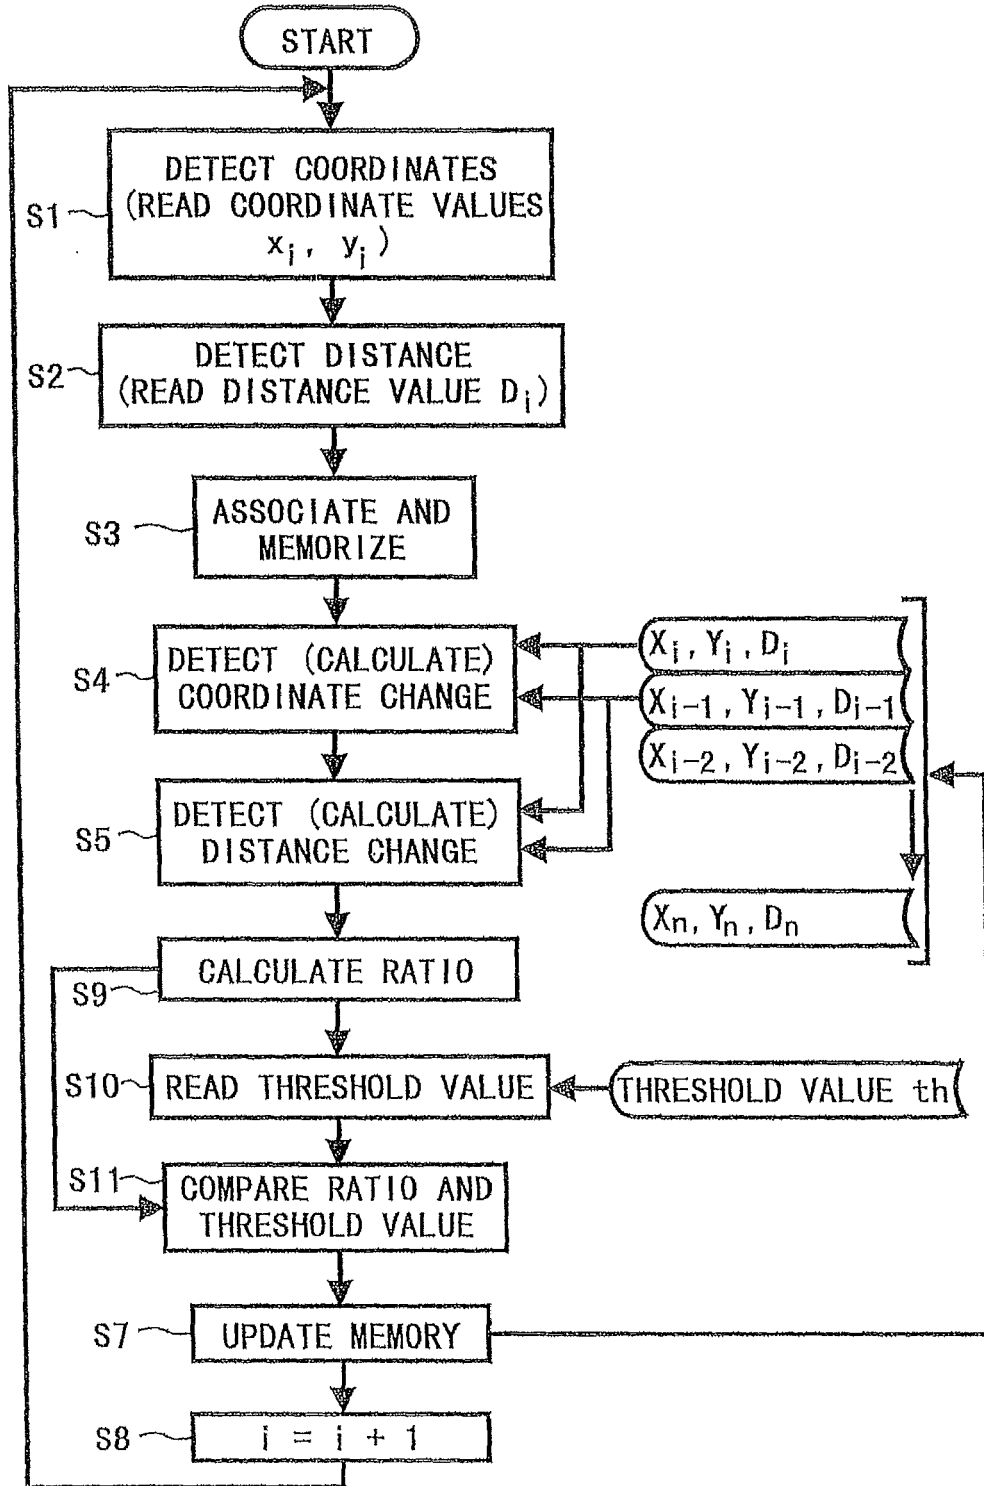 START
S1
DETECT COORDINATES
(READ COORDINATE VALUES
xi, yi)
S2
DETECT DISTANCE
(READ DISTANCE VALUE Di)
S3
ASSOCIATE AND
MEMORIZE
S4
DETECT (CALCULATE)
COORDINATE CHANGE
Xi, Yi, Di
Xi-1, Yi-1, Di-1
Xi-2, Yi-2, Di-2
S5
DETECT (CALCULATE)
DISTANCE CHANGE
Xn, Yn, Dn
S9
CALCULATE RATIO
S10
READ THRESHOLD VALUE
THRESHOLD VALUE th
S11
COMPARE RATIO AND
THRESHOLD VALUE
S7
UPDATE MEMORY
S8
i = i + 1